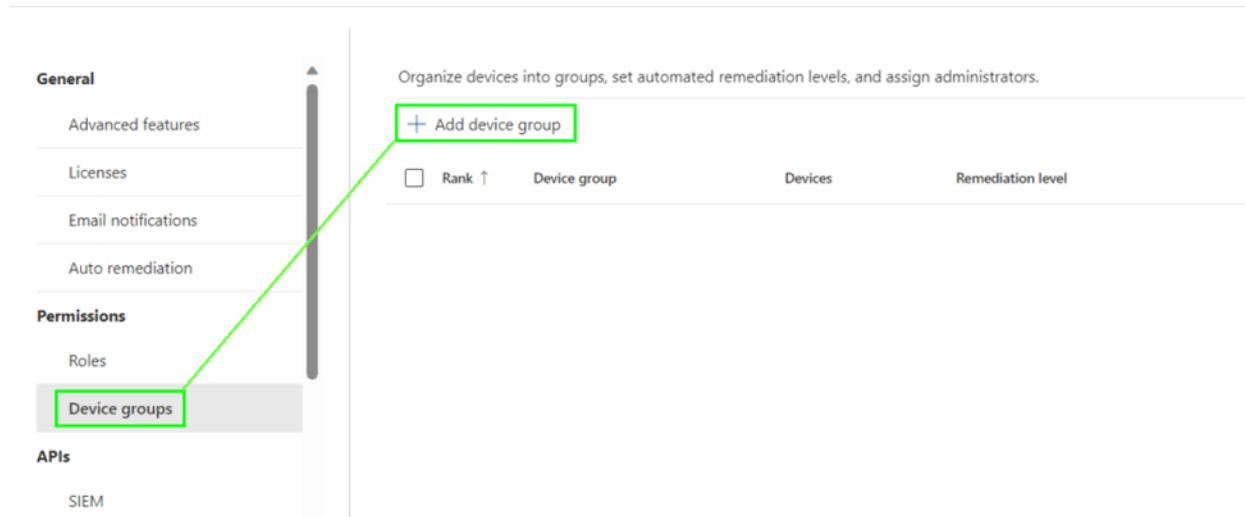 General
Advanced features
Licenses
Email notifications
Auto remediation
Permissions
Roles
Device groups
APIs
SIEM
Organize devices into groups, set automated remediation levels, and assign administrators.
+ Add device group
Rank ↑ Device group Devices Remediation level